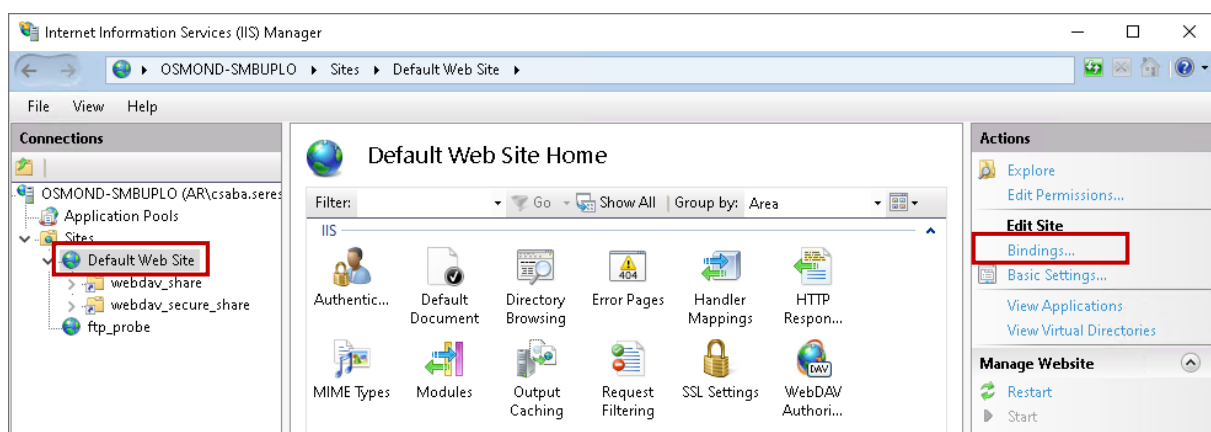 Internet Information Services (IIS) Manager
OSMOND-SMBUPLO Sites Default Web Site
File View Help
Connections
OSMOND-SMBUPLO (AR\csaba.seres
Application Pools
Sites
Default Web Site
webdav_share
webdav_secure_share
ftp_probe
Default Web Site Home
Filter: Go Show All Group by: Area
IIS
Authentic... Default Document Directory Browsing Error Pages Handler Mappings HTTP Respon...
MIME Types Modules Output Caching Request Filtering SSL Settings WebDAV Authori...
Actions
Explore
Edit Permissions...
Edit Site
Bindings...
Basic Settings...
View Applications
View Virtual Directories
Manage Website
Restart
Start